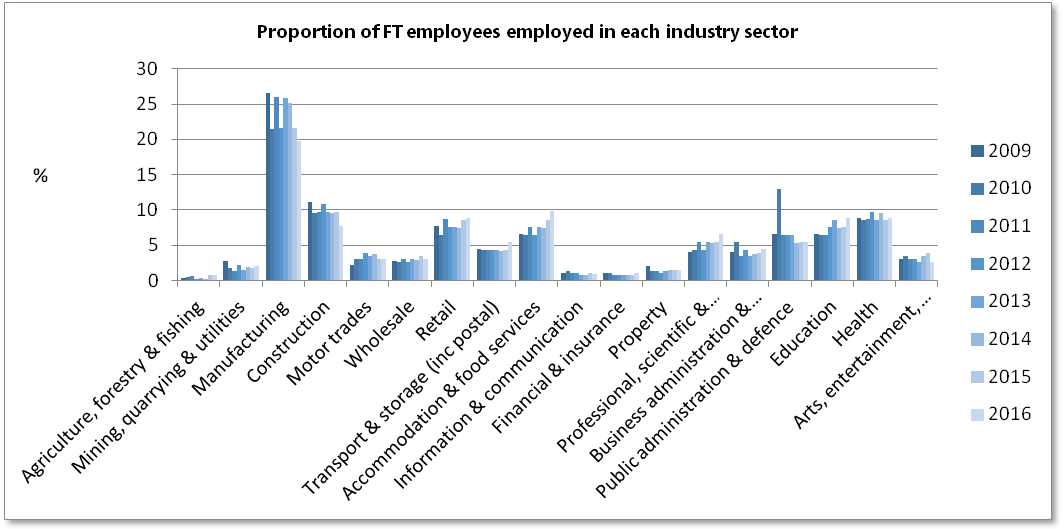 Proportion of FT employees employed in each industry sector
%
30
25
20
15
10
5
0
Agriculture, forestry & fishing
Mining, quarrying & utilities
Manufacturing
Construction
Motor trades
Wholesale
Retail
Transport & storage (inc postal)
Accommodation & food services
Information & communication
Financial & insurance
Property
Professional, scientific &...
Business administration &...
Public administration & defence
Education
Health
Arts, entertainment,...
2009
2010
2011
2012
2013
2014
2015
2016